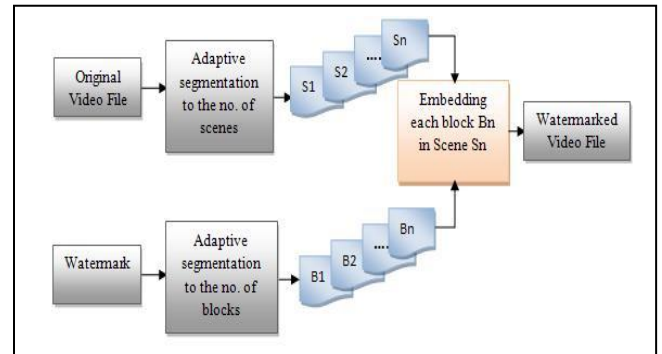 Original
Video File
Adaptive
segmentation
to the no. of
scenes
S1
S2
....
Sn
Embedding
each block Bn
in Scene Sn
Watermarked
Video File
Watermark
Adaptive
segmentation
to the no. of
blocks
B1
B2
....
Bn